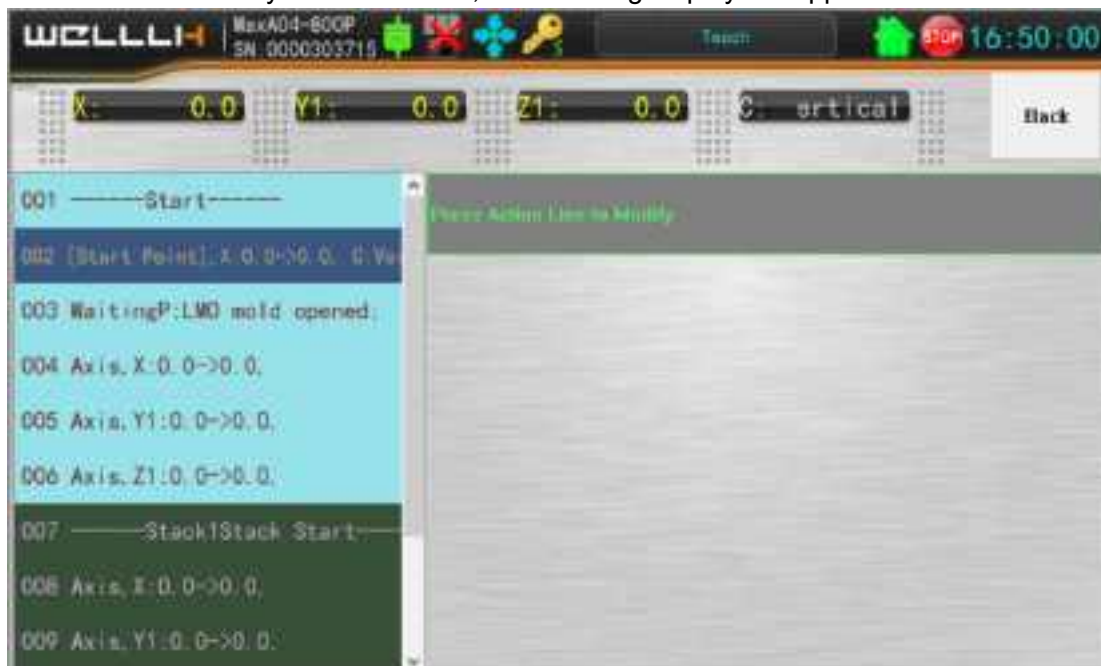 WELLLIH
MaxA04-600P
SN 0000303715
Teach
STOP
16:50:00
X: 0.0
Y1: 0.0
Z1: 0.0
C: ertical
Back
001 ------Start------
002 [Start Point], X:0.0->0.0, C:Ver
003 WaitingP:LMO mold opened.
004 Axis, X:0.0->0.0,
005 Axis, Y1:0.0->0.0,
006 Axis, Z1:0.0->0.0,
007 ------Stack1Stack Start------
008 Axis, X:0.0->0.0,
009 Axis, Y1:0.0->0.0,
Press Action Line to Modify